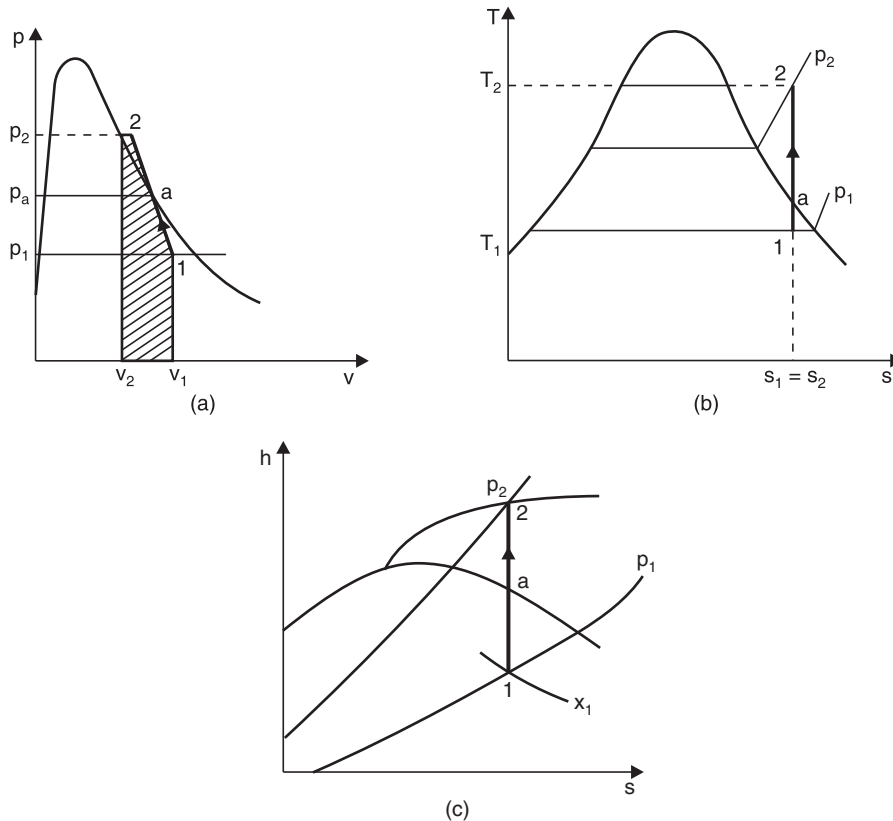 p
p₂
2
pₐ
a
p₁
1
v₂
v₁
v
(a)
T
T₂
2
p₂
a
p₁
T₁
1
s₁ = s₂
s
(b)
h
p₂
2
a
p₁
1
x₁
s
(c)